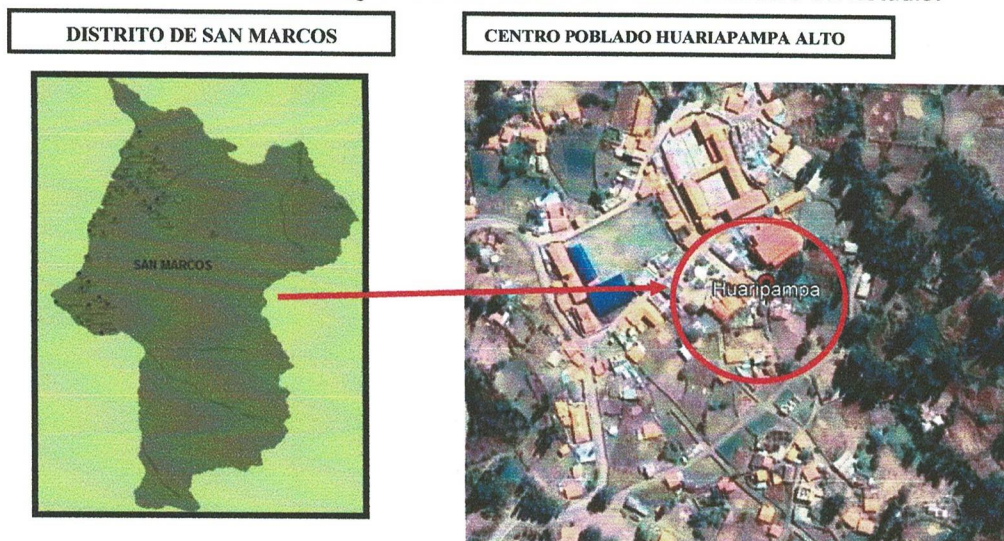 DISTRITO DE SAN MARCOS
CENTRO POBLADO HUARIAPAMPA ALTO
SAN MARCOS
Huaripampa